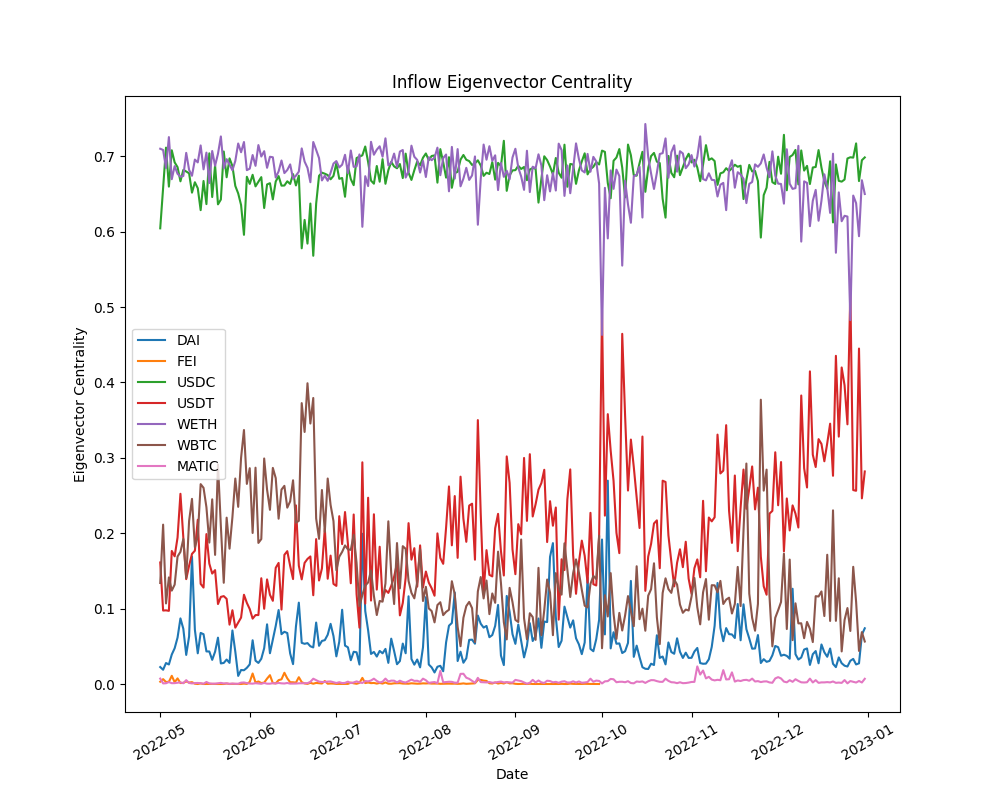 Inflow Eigenvector Centrality
Eigenvector Centrality
0.7
0.6
0.5
0.4
0.3
0.2
0.1
0.0
DAI
FEI
USDC
USDT
WETH
WBTC
MATIC
2022-05
2022-06
2022-07
2022-08
2022-09
2022-10
2022-11
2022-12
2023-01
Date